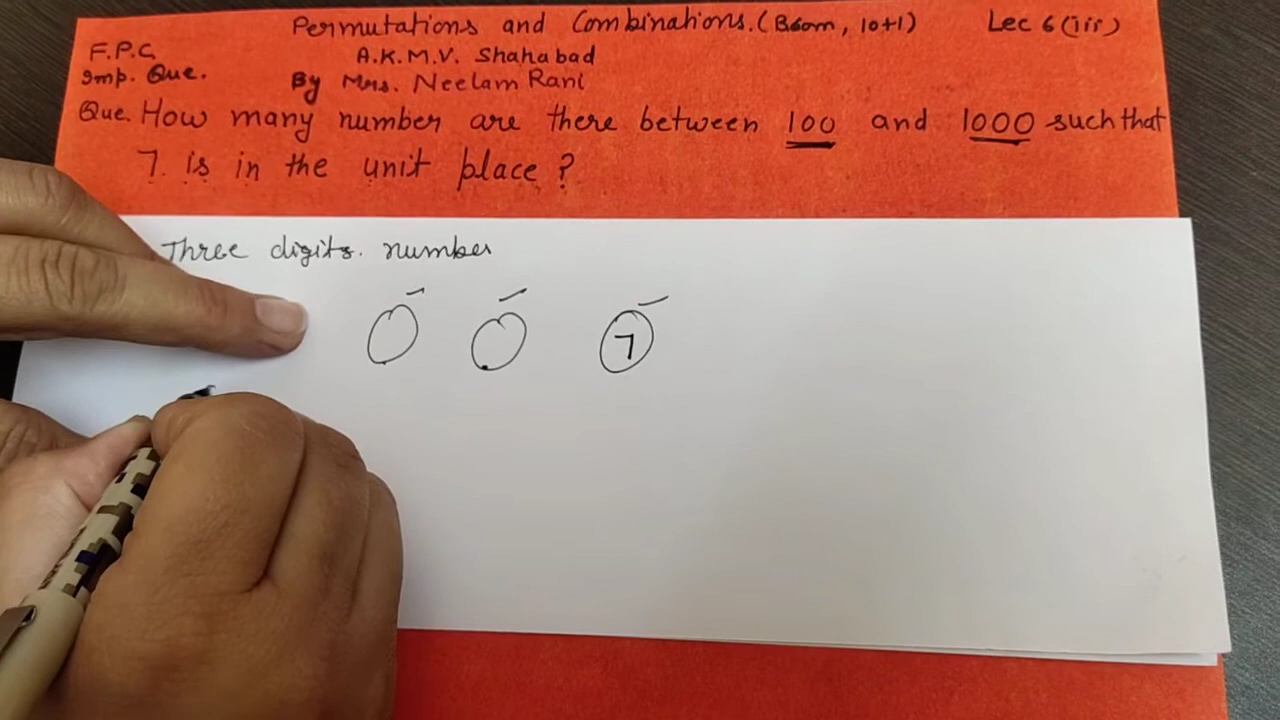 Permutations and Combinations. (Bcom, 10+1) Lec 6 (iii)
F.P.C. A.K.M.V. Shahabad
Imp. Que. By Mrs. Neelam Rani
Que. How many number are there between 100 and 1000 such that
7 is in the unit place ?
Three digits. number
7